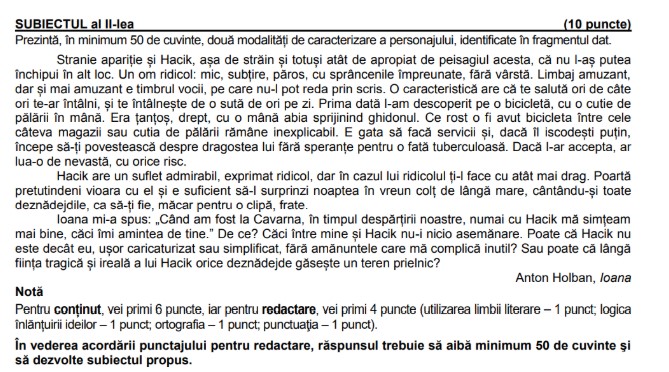 SUBIECTUL al II-lea (10 puncte)
Prezintă, în minimum 50 de cuvinte, două modalități de caracterizare a personajului, identificate în fragmentul dat.
Stranie apariție și Hacik, așa de străin și totuși atât de apropiat de peisagiul acesta, că nu l-aș putea
închipui în alt loc. Un om ridicol: mic, subțire, păros, cu sprâncenile împreunate, fără vârstă. Limbaj amuzant,
dar și mai amuzant e timbrul vocii, pe care nu-l pot reda prin scris. O caracteristică are că te salută ori de câte
ori te-ar întâlni, și te întâlnește de o sută de ori pe zi. Prima dată l-am descoperit pe o bicicletă, cu o cutie de
pălării în mână. Era țanțoș, drept, cu o mână abia sprijinind ghidonul. Ce rost o fi avut bicicleta între cele
câteva magazii sau cutia de pălării rămâne inexplicabil. E gata să facă servicii și, dacă îl iscodești puțin,
începe să-ți povestească despre dragostea lui fără speranțe pentru o fată tuberculoasă. Dacă l-ar accepta, ar
lua-o de nevastă, cu orice risc.
Hacik are un suflet admirabil, exprimat ridicol, dar în cazul lui ridicolul ți-l face cu atât mai drag. Poartă
pretutindeni vioara cu el și e suficient să-l surprinzi noaptea în vreun colț de lângă mare, cântându-și toate
deznădejdile, ca să-ți fie, măcar pentru o clipă, frate.
Ioana mi-a spus: „Când am fost la Cavarna, în timpul despărțirii noastre, numai cu Hacik mă simțeam
mai bine, căci îmi amintea de tine.” De ce? Căci între mine și Hacik nu-i nicio asemănare. Poate că Hacik nu
este decât eu, ușor caricaturizat sau simplificat, fără amănuntele care mă complică inutil? Sau poate că lângă
ființa tragică și ireală a lui Hacik orice deznădejde găsește un teren prielnic?
Anton Holban, Ioana
Notă
Pentru conținut, vei primi 6 puncte, iar pentru redactare, vei primi 4 puncte (utilizarea limbii literare – 1 punct; logica
înlănțuirii ideilor – 1 punct; ortografia – 1 punct; punctuația – 1 punct).
În vederea acordării punctajului pentru redactare, răspunsul trebuie să aibă minimum 50 de cuvinte și
să dezvolte subiectul propus.